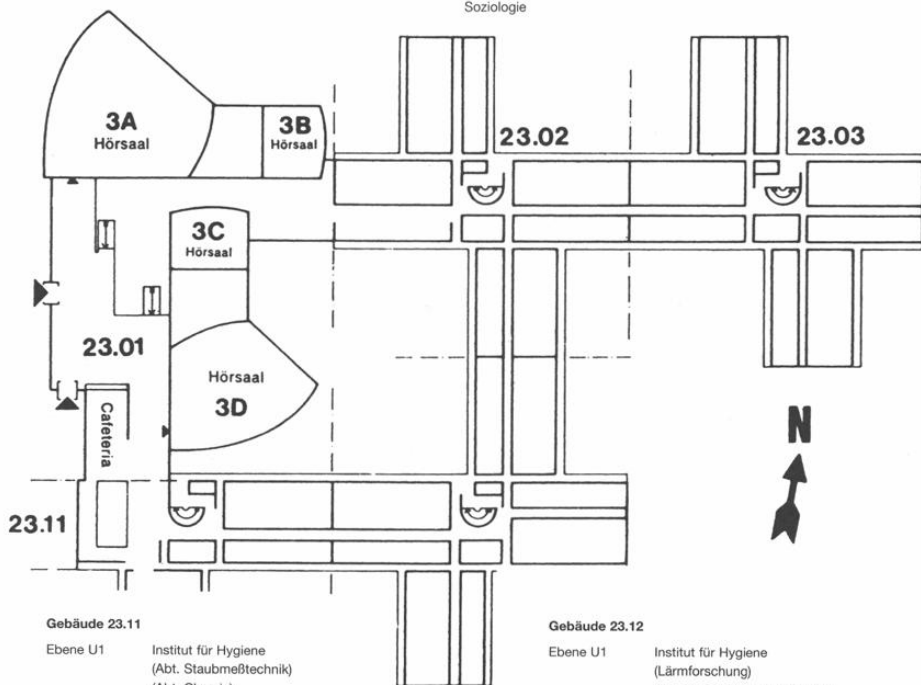 Soziologie
3A
Hörsaal
3B
Hörsaal
23.02
23.03
3C
Hörsaal
23.01
Hörsaal
3D
Cafeteria
N
23.11
Gebäude 23.11
Ebene U1 Institut für Hygiene
(Abt. Staubmeßtechnik)
Gebäude 23.12
Ebene U1 Institut für Hygiene
(Lärmforschung)